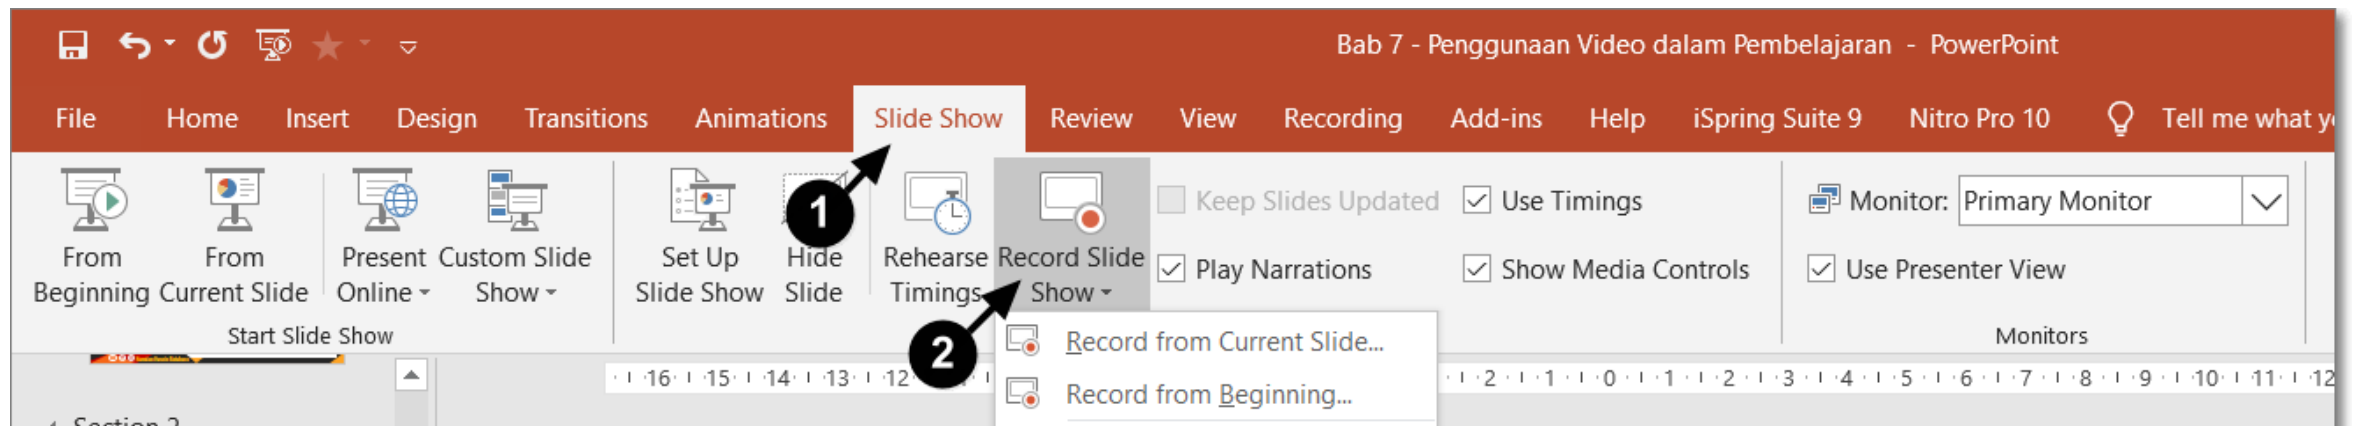 Bab 7 - Penggunaan Video dalam Pembelajaran - PowerPoint
File Home Insert Design Transitions Animations Slide Show Review View Recording Add-ins Help iSpring Suite 9 Nitro Pro 10 Tell me what
From Beginning
From Current Slide
Present Online
Custom Slide Show
Set Up Slide Show
Hide Slide
Rehearse Timings
Record Slide Show
Keep Slides Updated
Use Timings
Play Narrations
Show Media Controls
Monitor: Primary Monitor
Use Presenter View
Start Slide Show
Monitors
1
2
Record from Current Slide...
Record from Beginning...
16 15 14 13 12 2 1 0 1 2 3 4 5 6 7 8 9 10 11 12
Section 2